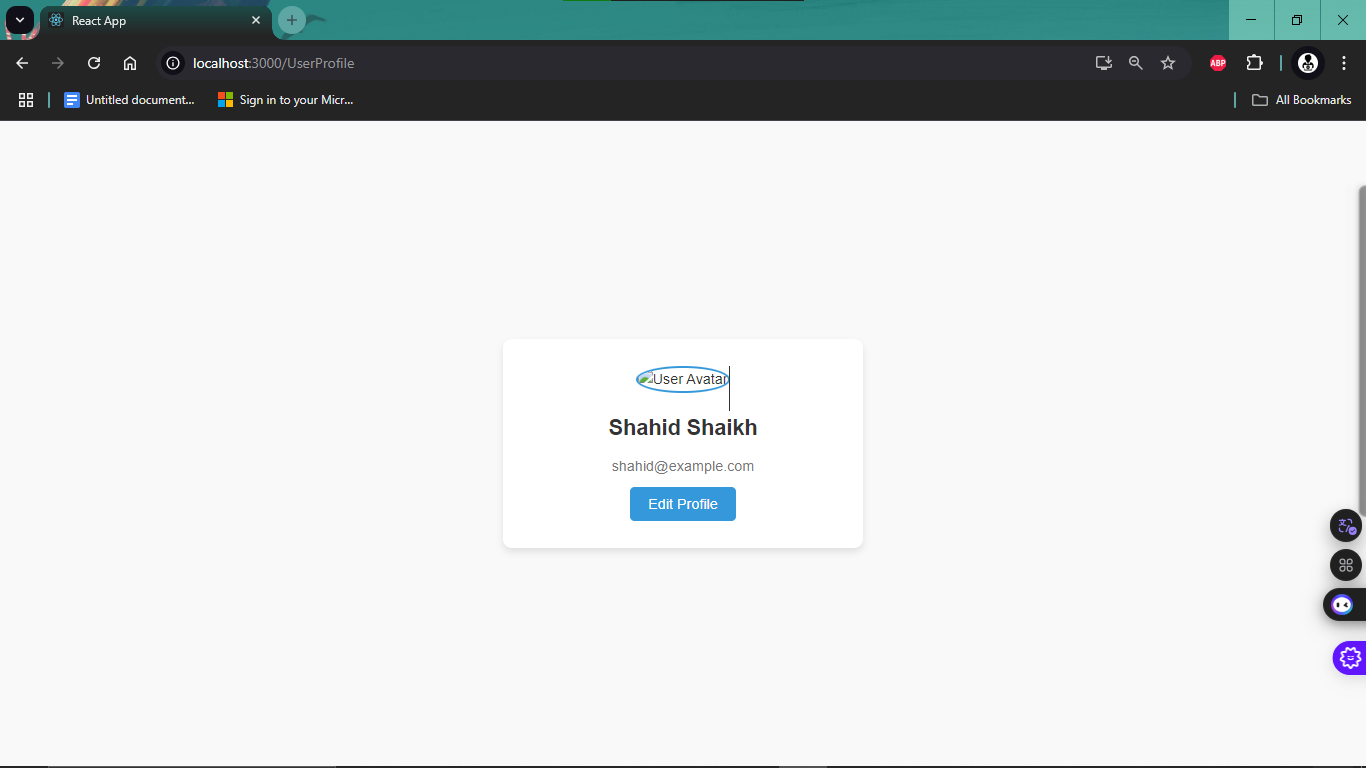 React App
localhost:3000/UserProfile
ABP
Untitled document...
Sign in to your Micr...
All Bookmarks
User Avatar
Shahid Shaikh
shahid@example.com
Edit Profile